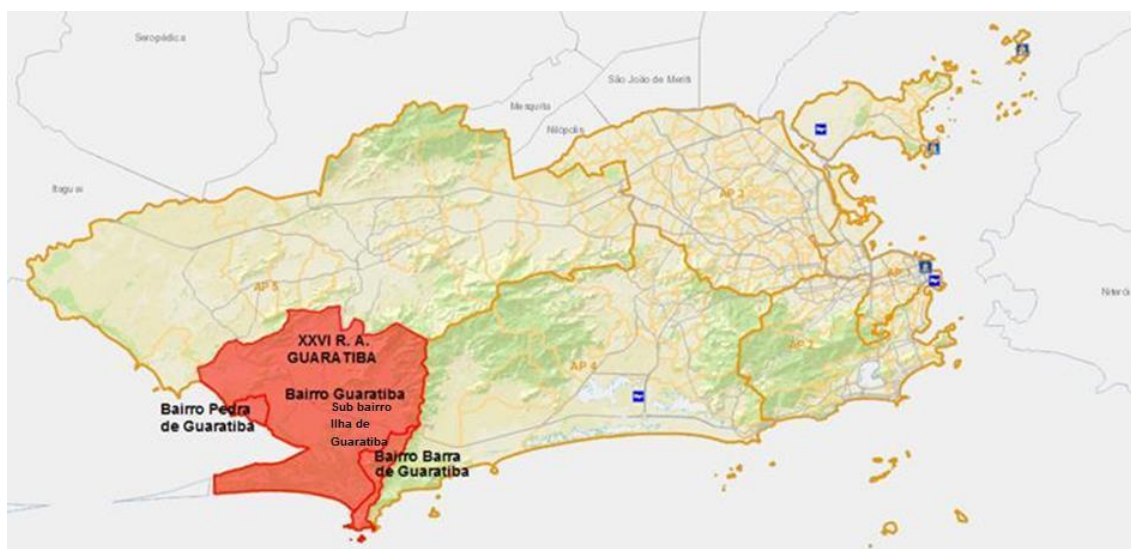 Seropédica
São João de Meriti
Mesquita
Nilópolis
Itaguaí
AP 3
AP
AP 5
XXVI R. A.
GUARATIBA
AP 4
AP 2
Niterói
Bairro Guaratiba
Sub bairro
Ilha de
Guaratiba
Bairro Pedra
de Guaratiba
Bairro Barra
de Guaratiba